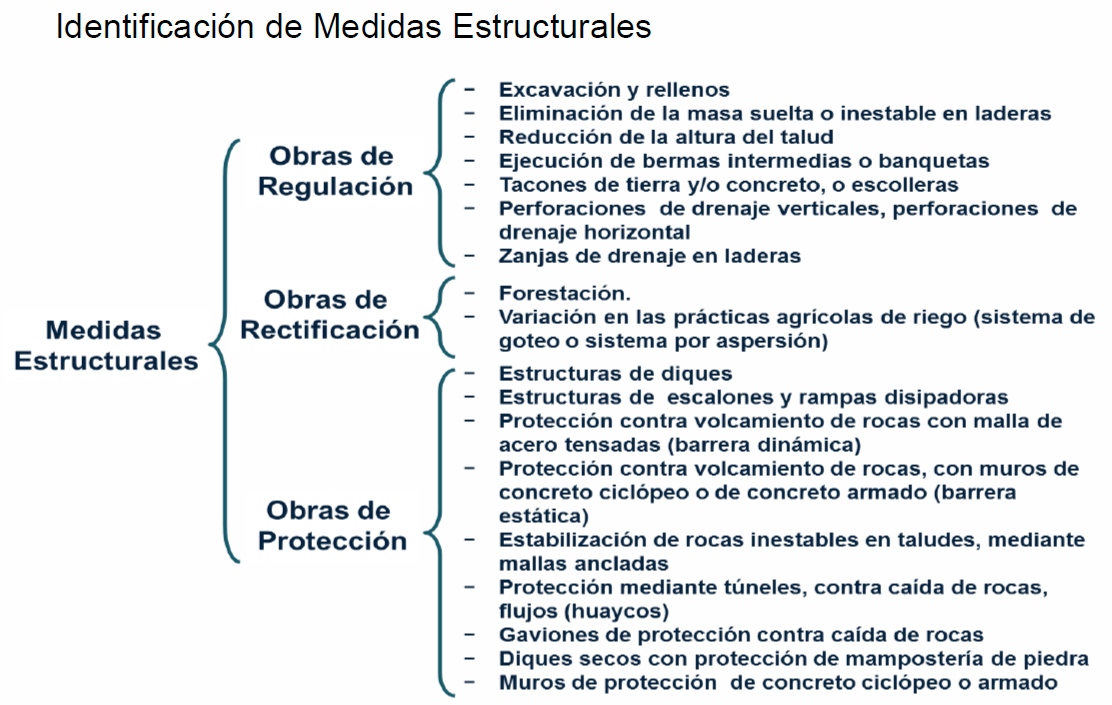 Identificación de Medidas Estructurales
Medidas
Estructurales
Obras de
Regulación
- Excavación y rellenos
- Eliminación de la masa suelta o inestable en laderas
- Reducción de la altura del talud
- Ejecución de bermas intermedias o banquetas
- Tacones de tierra y/o concreto, o escolleras
- Perforaciones de drenaje verticales, perforaciones de
drenaje horizontal
- Zanjas de drenaje en laderas
Obras de
Rectificación
- Forestación.
- Variación en las prácticas agrícolas de riego (sistema de
goteo o sistema por aspersión)
Obras de
Protección
- Estructuras de diques
- Estructuras de escalones y rampas disipadoras
- Protección contra volcamiento de rocas con malla de
acero tensadas (barrera dinámica)
- Protección contra volcamiento de rocas, con muros de
concreto ciclópeo o de concreto armado (barrera
estática)
- Estabilización de rocas inestables en taludes, mediante
mallas ancladas
- Protección mediante túneles, contra caída de rocas,
flujos (huaycos)
- Gaviones de protección contra caída de rocas
- Diques secos con protección de mampostería de piedra
- Muros de protección de concreto ciclópeo o armado